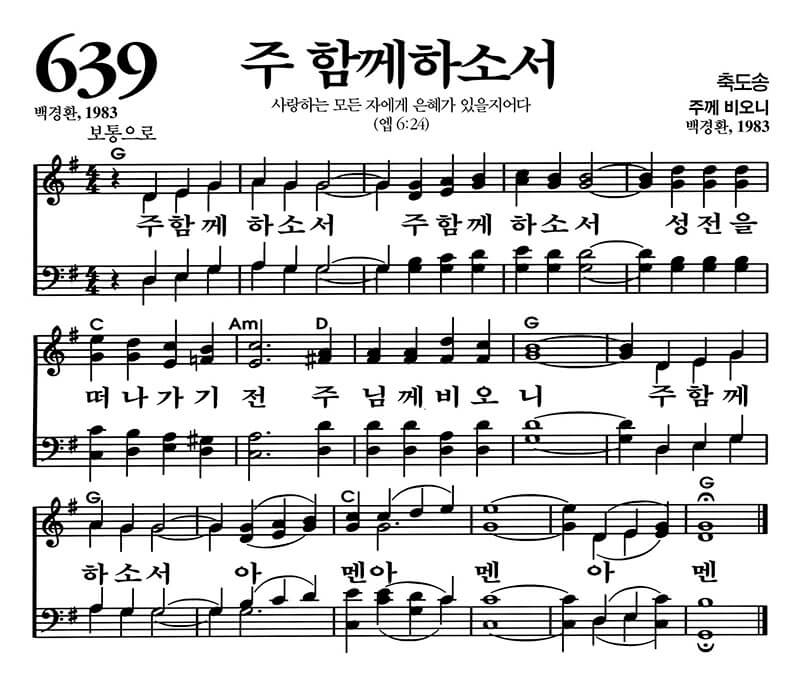 639
주 함께하소서
축도송
백경환, 1983
사랑하는 모든 자에게 은혜가 있을지어다
(엡 6:24)
주께 비오니
백경환, 1983
보통으로
G
주함께 하소서 주함께 하소서 성전을
C Am D G
떠나가기 전 주 님께비오니 주함께
G C G
하소서 아 멘아 멘 아 멘